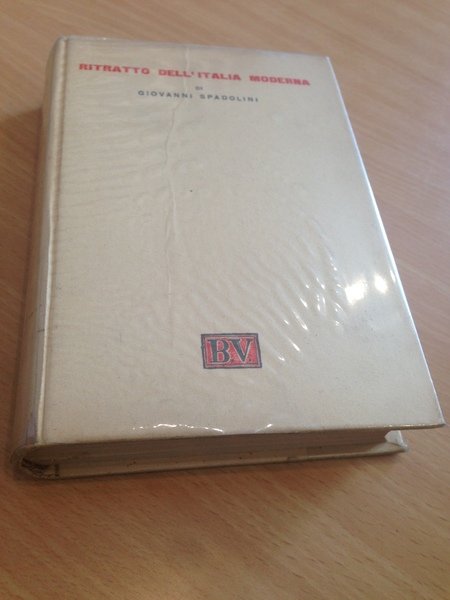 RITRATTO DELL'ITALIA MODERNA
DI
GIOVANNI SPADOLINI
BV